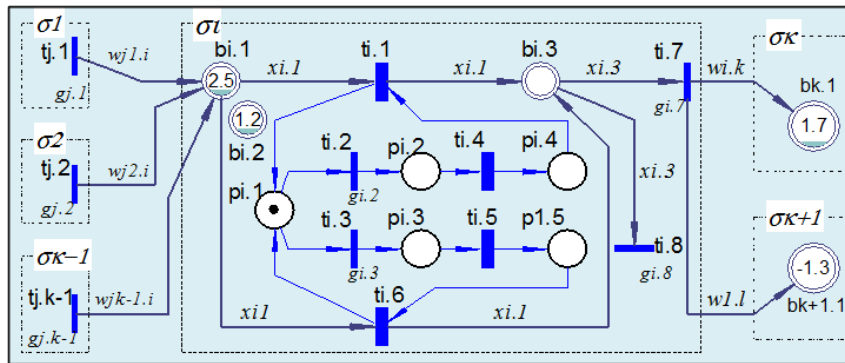 σ1
tj.1
gj.1
wj1.i
σ2
tj.2
gj.2
wj2.i
σκ−1
tj.k-1
gj.k-1
wjk-1.i
σι
bi.1
2.5
xi.1
ti.1
xi.1
bi.3
xi.3
ti.7
gi.7
wi.k
σκ
bk.1
1.7
1.2
bi.2
pi.1
ti.2
gi.2
pi.2
ti.4
pi.4
xi.3
ti.3
gi.3
pi.3
ti.5
p1.5
ti.8
gi.8
σκ+1
-1.3
bk+1.1
w1.l
xi1
ti.6
xi.1